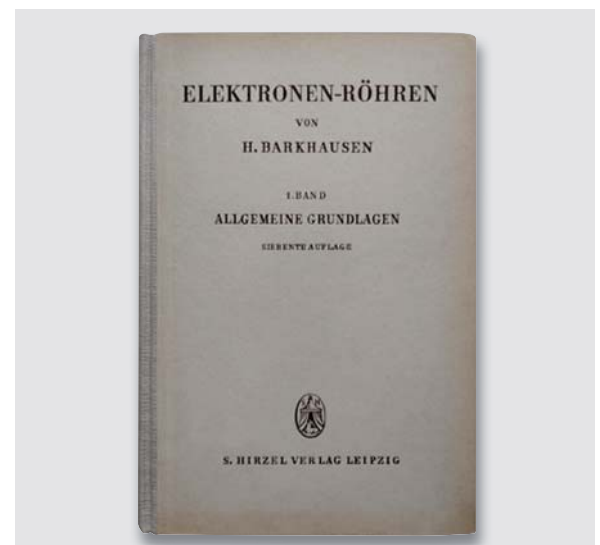 ELEKTRONEN-RÖHREN
VON
H. BARKHAUSEN
1. BAND
ALLGEMEINE GRUNDLAGEN
SIEBENTE AUFLAGE
S. HIRZEL VERLAG LEIPZIG